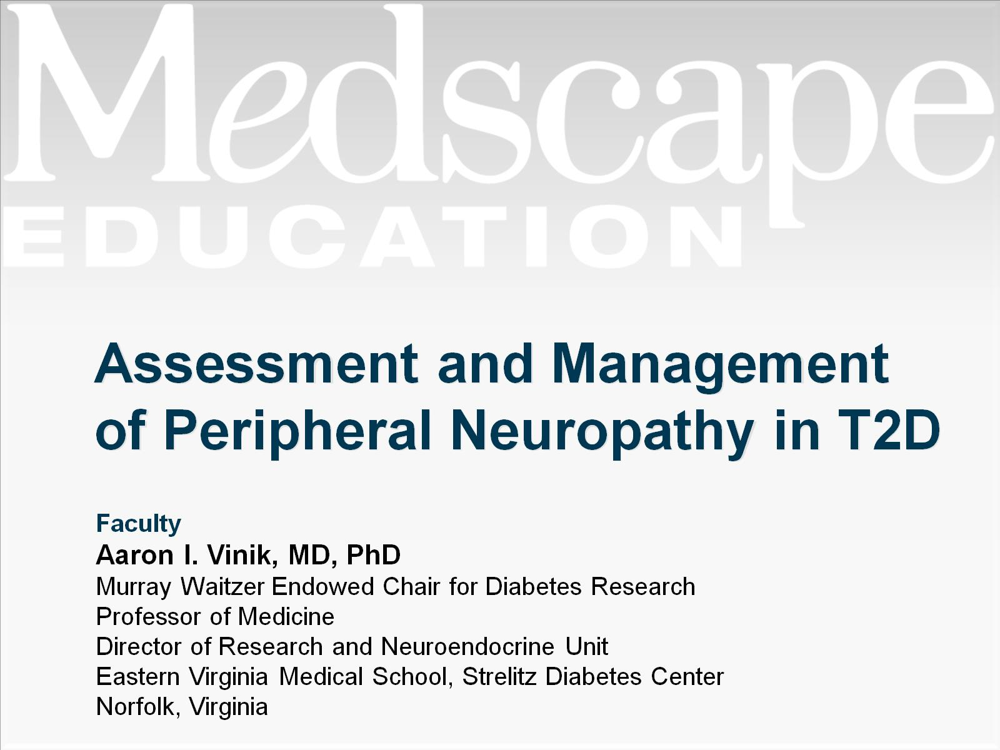 Medscape
EDUCATION
Assessment and Management
of Peripheral Neuropathy in T2D
Faculty
Aaron I. Vinik, MD, PhD
Murray Waitzer Endowed Chair for Diabetes Research
Professor of Medicine
Director of Research and Neuroendocrine Unit
Eastern Virginia Medical School, Strelitz Diabetes Center
Norfolk, Virginia